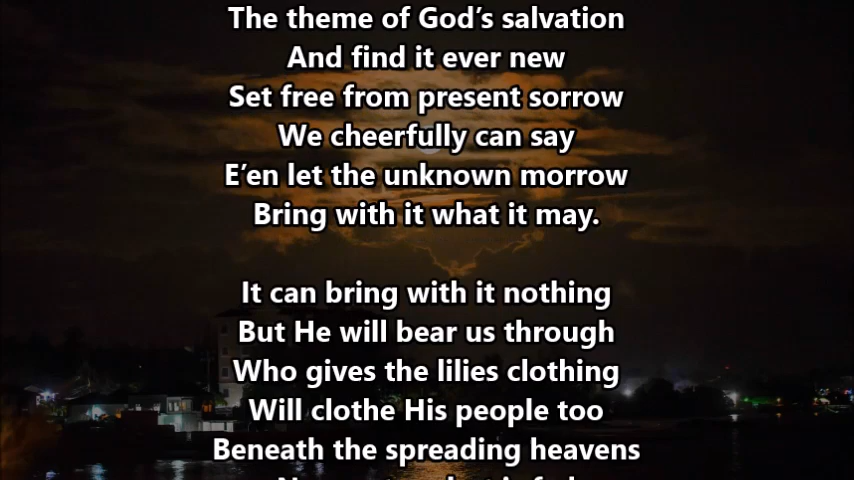 The theme of God’s salvation
And find it ever new
Set free from present sorrow
We cheerfully can say
E’en let the unknown morrow
Bring with it what it may.
It can bring with it nothing
But He will bear us through
Who gives the lilies clothing
Will clothe His people too
Beneath the spreading heavens